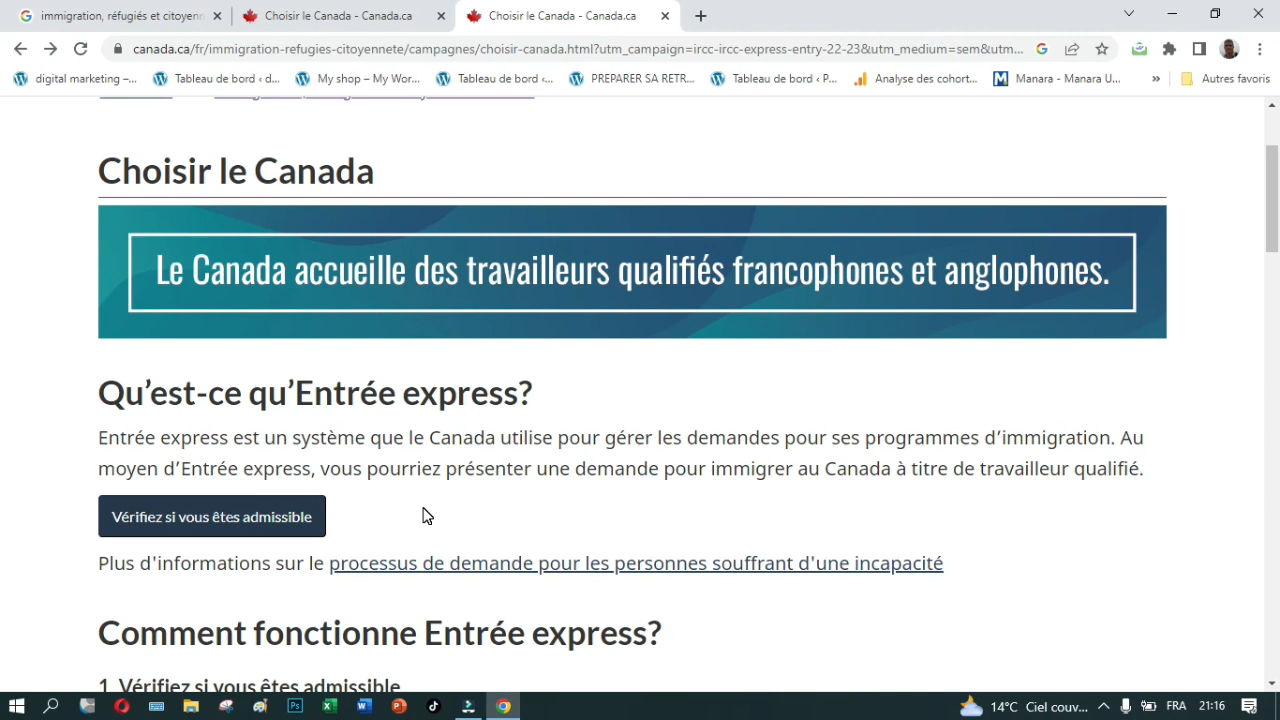 immigration, réfugiés et citoyenn
Choisir le Canada - Canada.ca
Choisir le Canada - Canada.ca
canada.ca/fr/immigration-refugies-citoyennete/campagnes/choisir-canada.html?utm_campaign=ircc-ircc-express-entry-22-23&utm_medium=sem&utm...
digital marketing –...
Tableau de bord ‹ d...
My shop – My Wor...
Tableau de bord ‹...
PREPARER SA RETR...
Tableau de bord ‹ P...
Analyse des cohort...
Manara - Manara U...
»
Autres favoris
Choisir le Canada
Le Canada accueille des travailleurs qualifiés francophones et anglophones.
Qu’est-ce qu’Entrée express?
Entrée express est un système que le Canada utilise pour gérer les demandes pour ses programmes d’immigration. Au
moyen d’Entrée express, vous pourriez présenter une demande pour immigrer au Canada à titre de travailleur qualifié.
Vérifiez si vous êtes admissible
Plus d'informations sur le processus de demande pour les personnes souffrant d'une incapacité
Comment fonctionne Entrée express?
1. Vérifiez si vous êtes admissible
14°C Ciel couv...
FRA
21:16